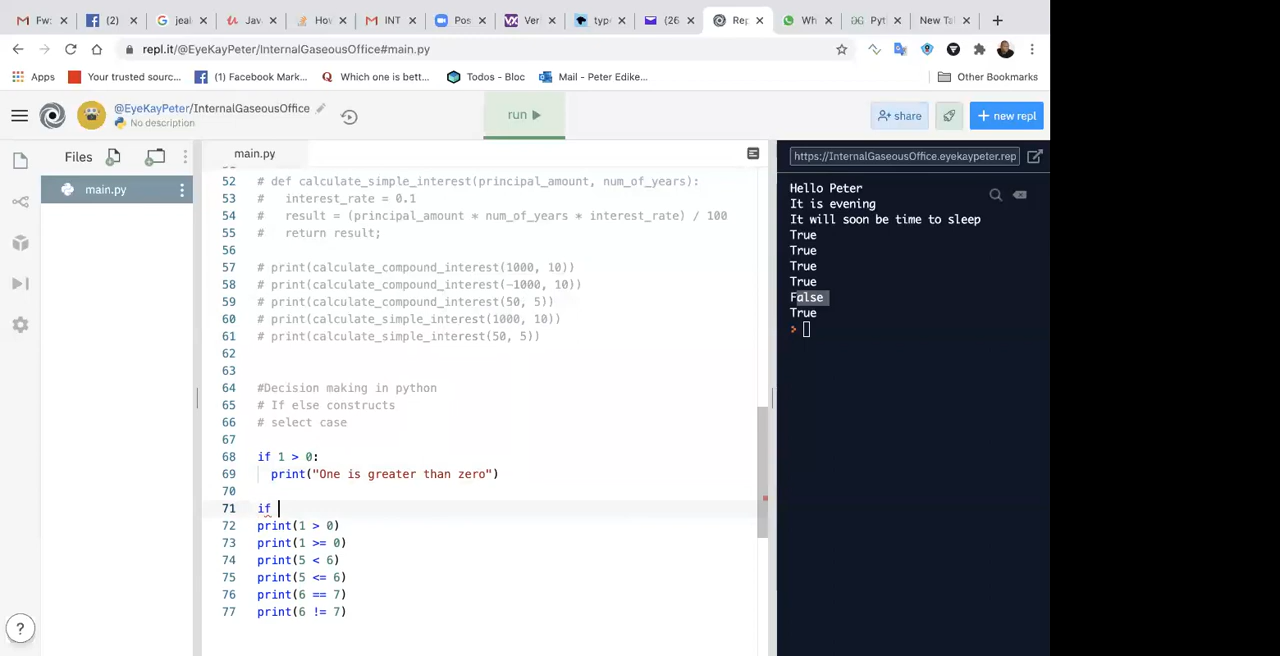 Fw: (2) jeal Jav Hov INT Pos Ver type (26 Rep Wh Pyt New Tal
repl.it/@EyeKayPeter/InternalGaseousOffice#main.py
Apps Your trusted sourc... (1) Facebook Mark... Which one is bett... Todos - Bloc Mail - Peter Edike... Other Bookmarks
@EyeKayPeter/InternalGaseousOffice
No description
run
share
+ new repl
Files
main.py
main.py
https://InternalGaseousOffice.eyekaypeter.rep
52 # def calculate_simple_interest(principal_amount, num_of_years):
53 #   interest_rate = 0.1
54 #   result = (principal_amount * num_of_years * interest_rate) / 100
55 #   return result;
56
57 # print(calculate_compound_interest(1000, 10))
58 # print(calculate_compound_interest(-1000, 10))
59 # print(calculate_compound_interest(50, 5))
60 # print(calculate_simple_interest(1000, 10))
61 # print(calculate_simple_interest(50, 5))
62
63
64 #Decision making in python
65 # If else constructs
66 # select case
67
68 if 1 > 0:
69   print("One is greater than zero")
70
71 if
72 print(1 > 0)
73 print(1 >= 0)
74 print(5 < 6)
75 print(5 <= 6)
76 print(6 == 7)
77 print(6 != 7)
Hello Peter
It is evening
It will soon be time to sleep
True
True
True
True
False
True
>
?